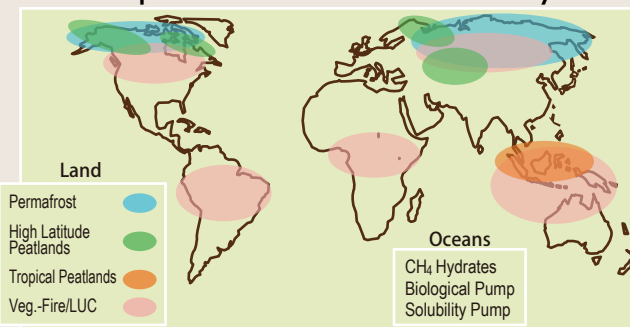 Land
Permafrost
High Latitude
Peatlands
Tropical Peatlands
Veg.-Fire/LUC
Oceans
CH4 Hydrates
Biological Pump
Solubility Pump